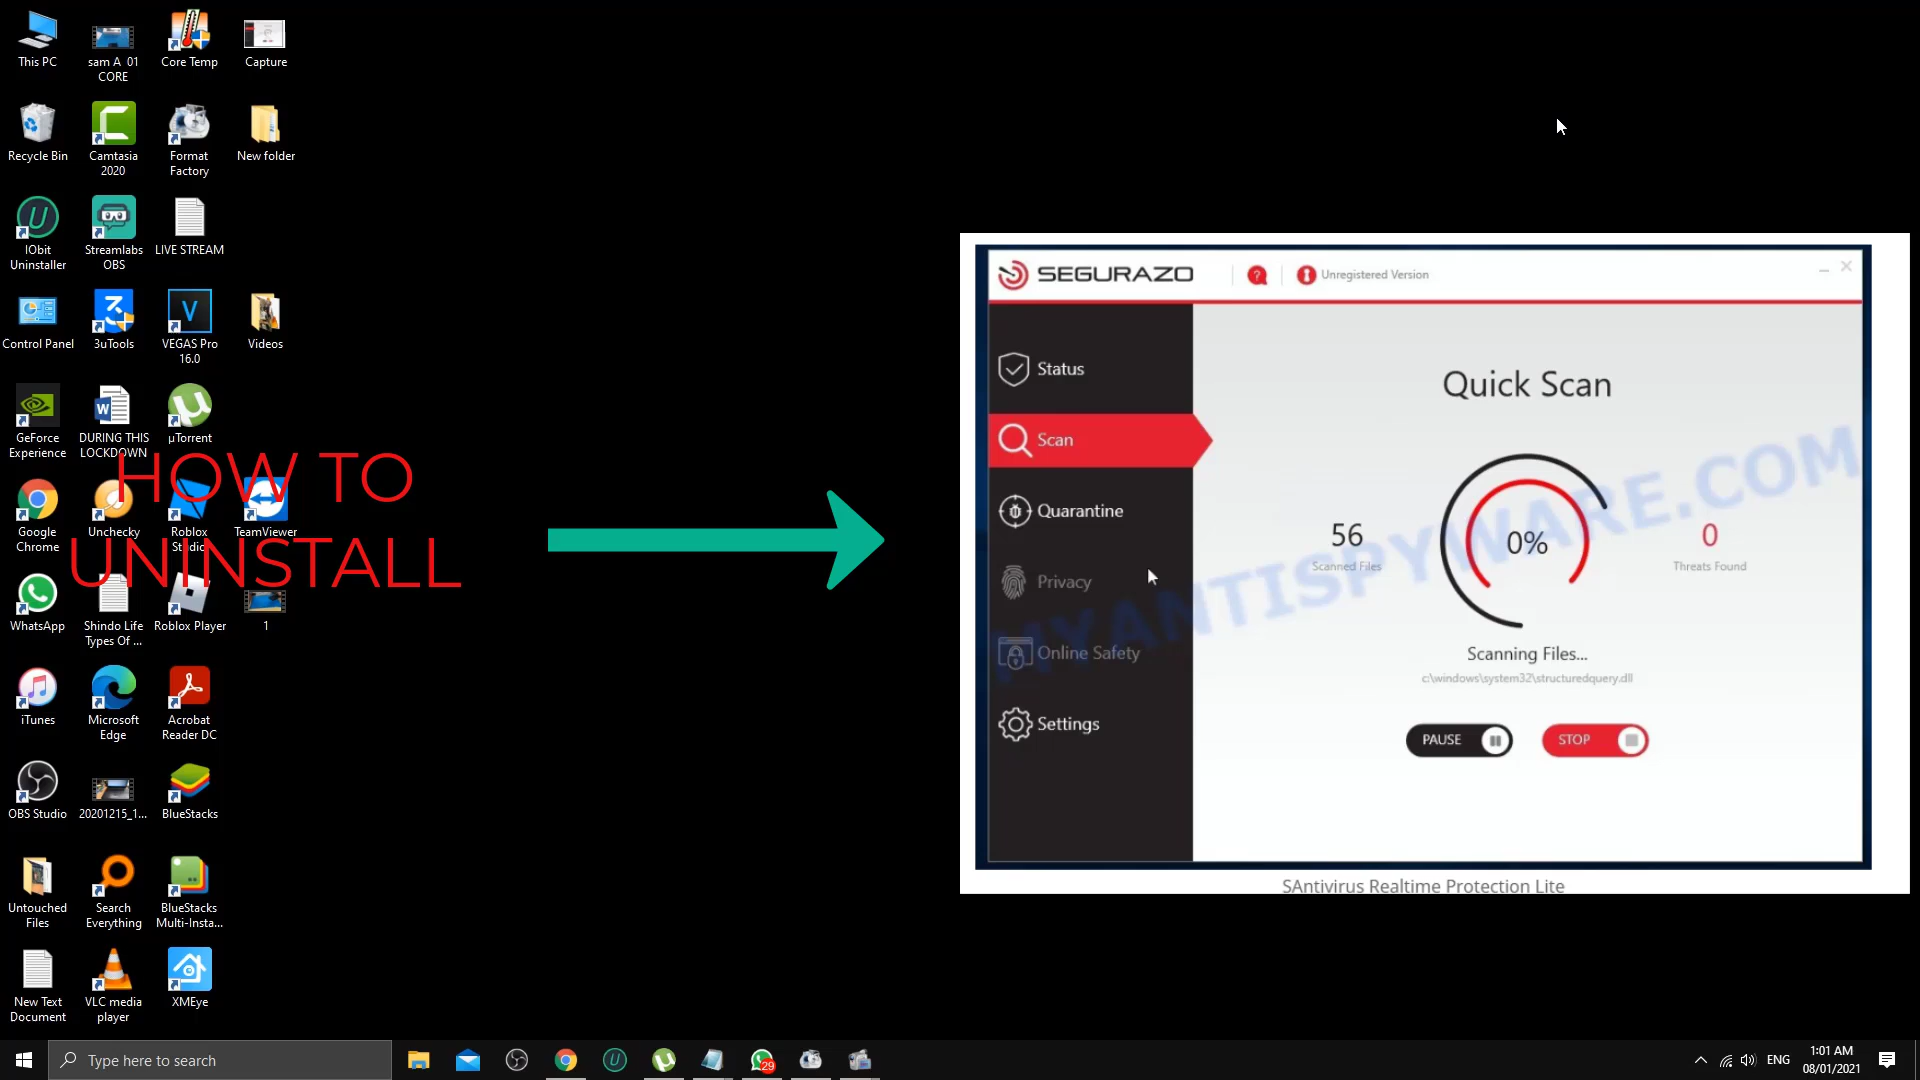 This PC
sam A 01
CORE
Core Temp
Capture
Recycle Bin
Camtasia
2020
Format
Factory
New folder
IObit
Uninstaller
Streamlabs
OBS
LIVE STREAM
Control Panel
3uTools
VEGAS Pro
16.0
Videos
GeForce
Experience
DURING THIS
LOCKDOWN
µTorrent
HOW TO
UNINSTALL
Google
Chrome
Unchecky
Roblox
Studio
TeamViewer
WhatsApp
Shindo Life
Types Of ...
Roblox Player
1
iTunes
Microsoft
Edge
Acrobat
Reader DC
OBS Studio
20201215_1...
BlueStacks
Untouched
Files
Search
Everything
BlueStacks
Multi-Insta...
New Text
Document
VLC media
player
XMEye
SEGURAZO
Unregistered Version
Status
Scan
Quarantine
Privacy
Online Safety
Settings
Quick Scan
56
Scanned Files
0%
0
Threats Found
Scanning Files...
c:\windows\system32\structuredquery.dll
PAUSE
STOP
MYANTISPYWARE.COM
SAntivirus Realtime Protection Lite
Type here to search
29
ENG
1:01 AM
08/01/2021